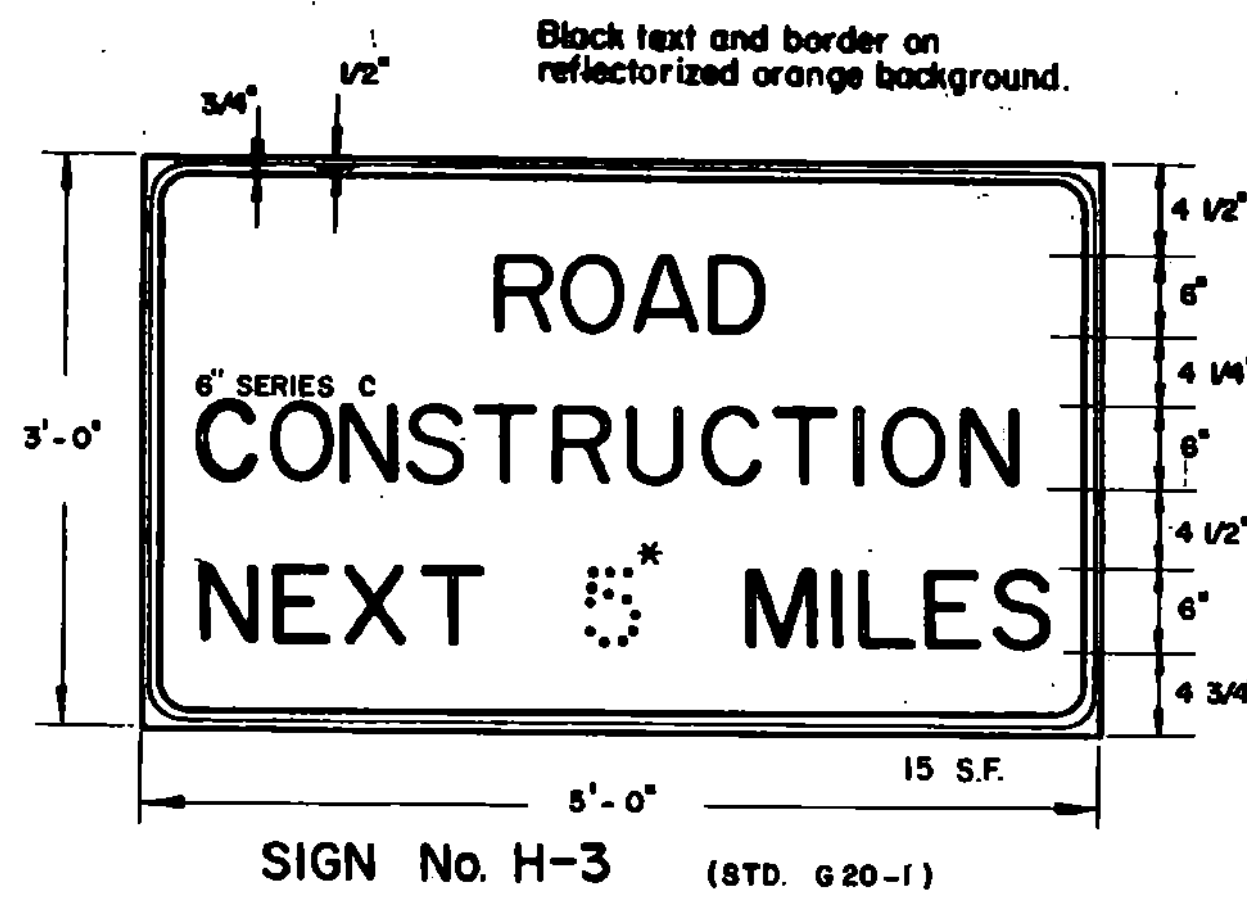 Black text and border on
reflectorized orange background.
1/2"
3/4"
4 1/2"
ROAD
6"
6" SERIES C
4 1/4"
CONSTRUCTION
3'-0"
6"
4 1/2"
NEXT 5* MILES
6"
4 3/4
15 S.F.
5'-0"
SIGN No. H-3 (STD. G20-1)